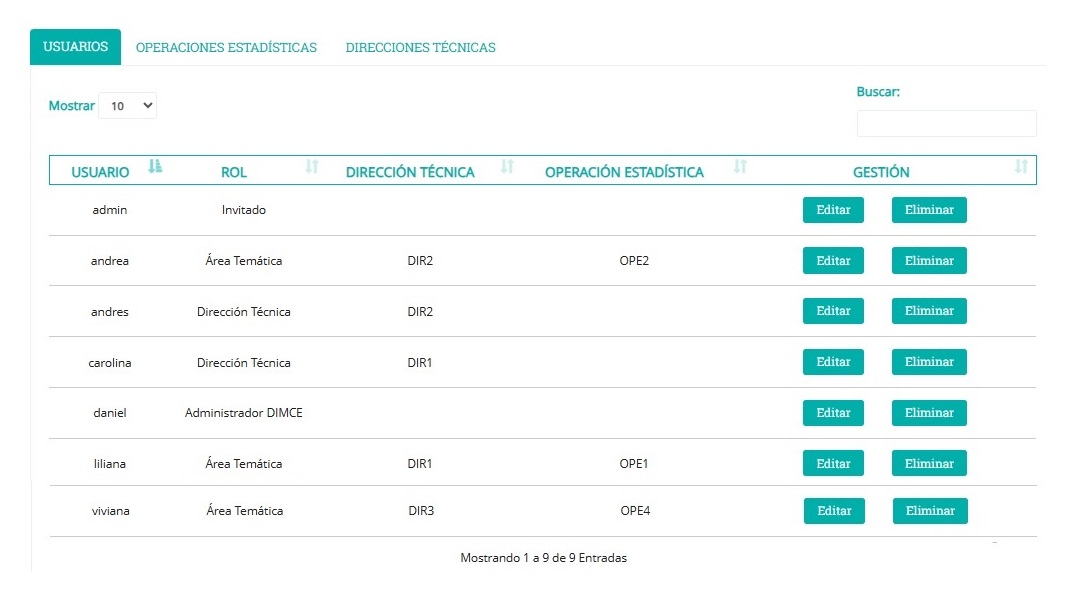 USUARIOS OPERACIONES ESTADÍSTICAS DIRECCIONES TÉCNICAS
Buscar:
Mostrar 10
USUARIO ROL DIRECCIÓN TÉCNICA OPERACIÓN ESTADÍSTICA GESTIÓN
admin Invitado Editar Eliminar
andrea Área Temática DIR2 OPE2 Editar Eliminar
andres Dirección Técnica DIR2 Editar Eliminar
carolina Dirección Técnica DIR1 Editar Eliminar
daniel Administrador DIMCE Editar Eliminar
liliana Área Temática DIR1 OPE1 Editar Eliminar
viviana Área Temática DIR3 OPE4 Editar Eliminar
Mostrando 1 a 9 de 9 Entradas